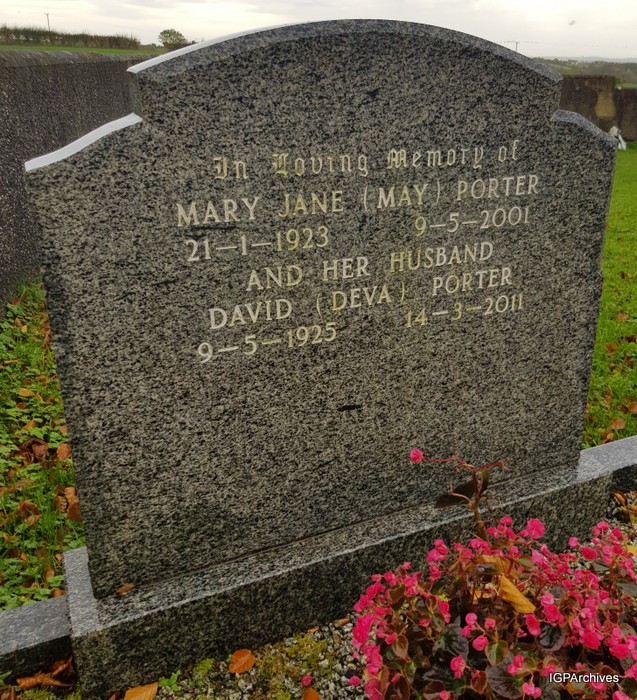 In Loving Memory of
MARY JANE (MAY) PORTER
21-1-1923 9-5-2001
AND HER HUSBAND
DAVID (DEVA) PORTER
9-5-1925 14-3-2011
IGPArchives